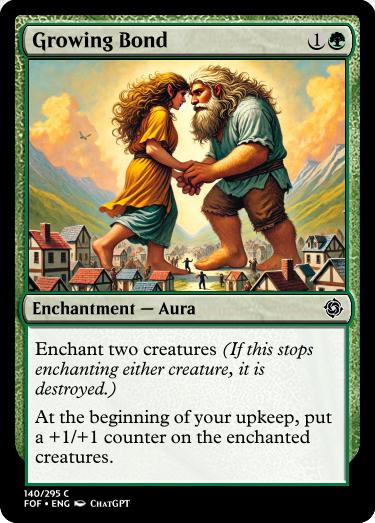 Growing Bond 1
Enchantment — Aura
Enchant two creatures (If this stops
enchanting either creature, it is
destroyed.)
At the beginning of your upkeep, put
a +1/+1 counter on the enchanted
creatures.
140/295 C
FOF • ENG ChatGPT